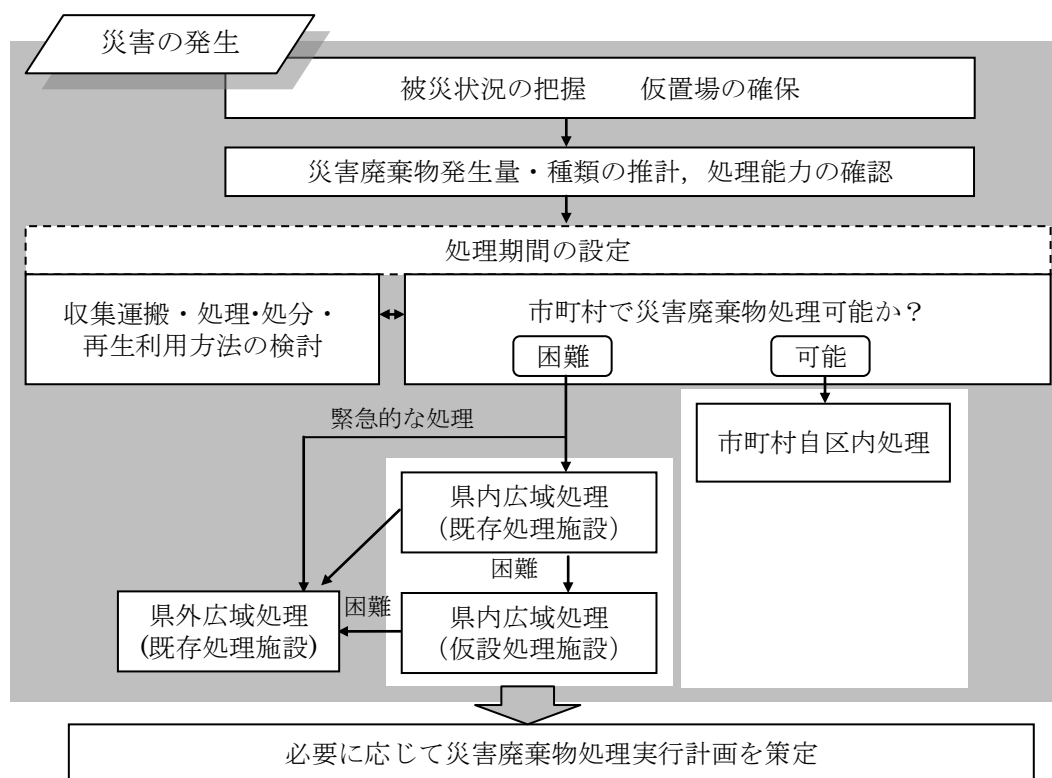 災害の発生
被災状況の把握　　仮置場の確保
災害廃棄物発生量・種類の推計，処理能力の確認
処理期間の設定
収集運搬・処理･処分・
再生利用方法の検討
市町村で災害廃棄物処理可能か？
困難
可能
緊急的な処理
市町村自区内処理
県内広域処理
（既存処理施設）
困難
県外広域処理
(既存処理施設)
困難
県内広域処理
（仮設処理施設）
必要に応じて災害廃棄物処理実行計画を策定